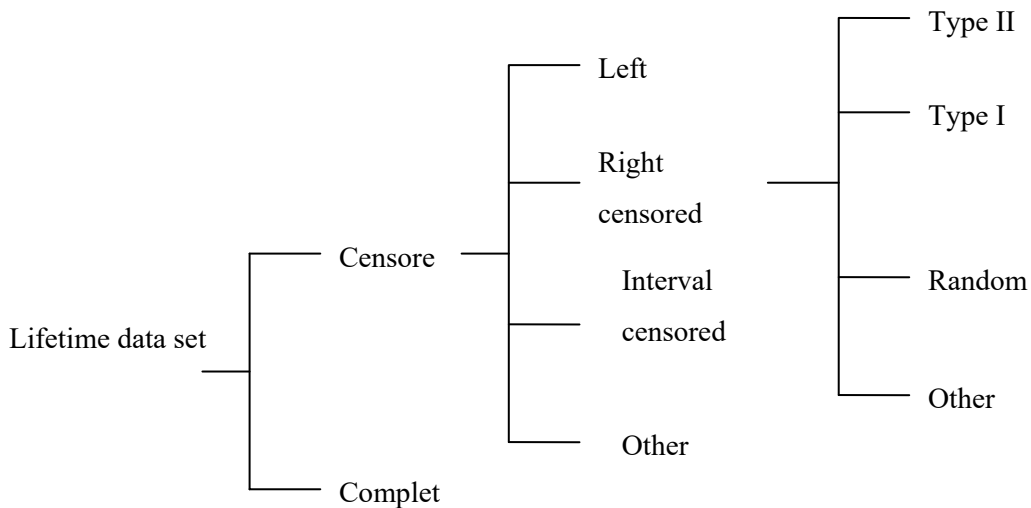 Type II
Left
Type I
Right
censored
Censore
Interval
Random
censored
Lifetime data set
Other
Other
Complet